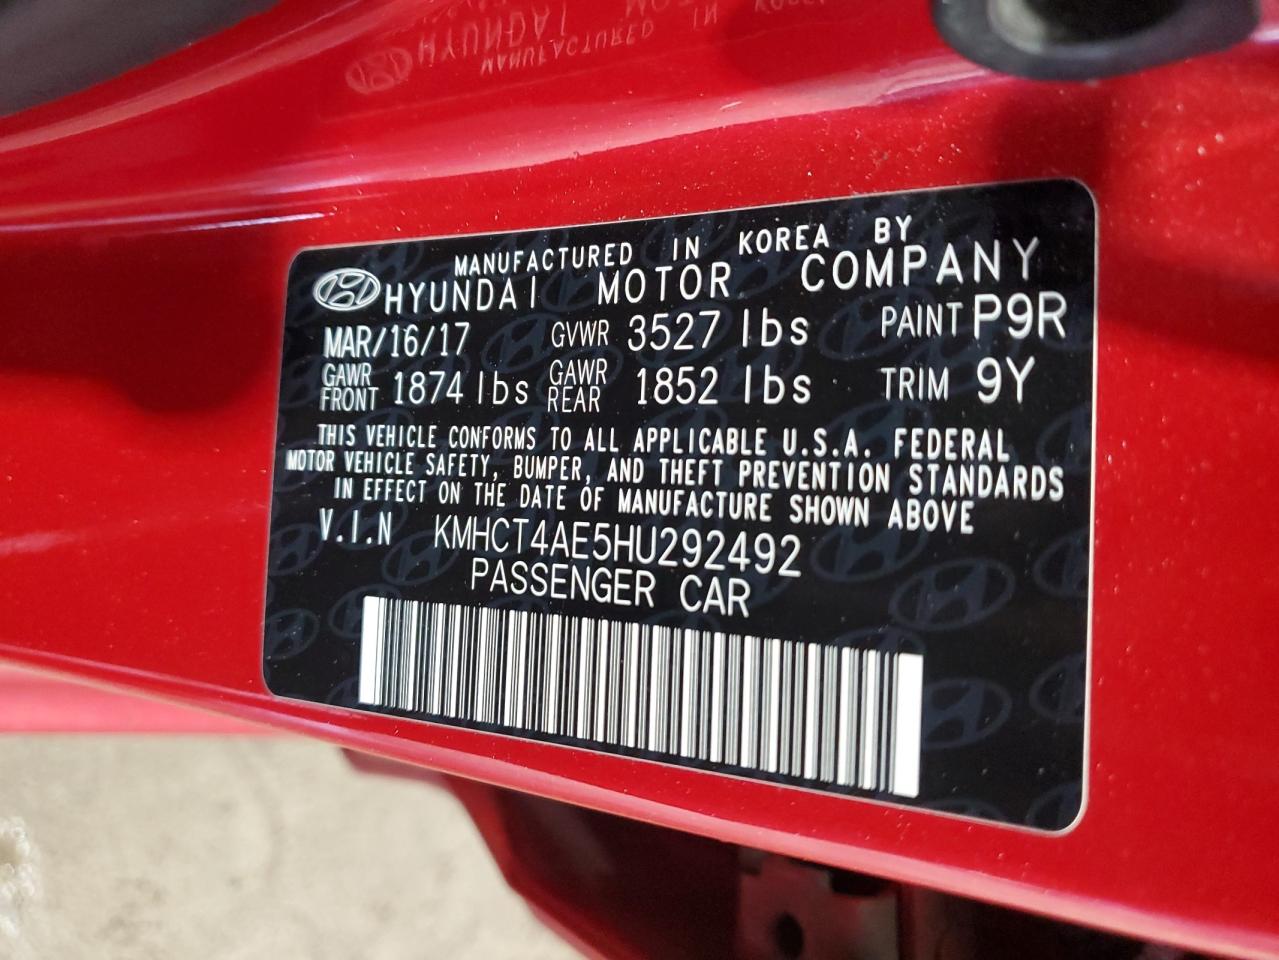 MANUFACTURED IN KOREA BY
HYUNDAI MOTOR COMPANY
MAR/16/17 GVWR 3527 lbs PAINT P9R
GAWR FRONT 1874 lbs GAWR REAR 1852 lbs TRIM 9Y
THIS VEHICLE CONFORMS TO ALL APPLICABLE U.S.A. FEDERAL
MOTOR VEHICLE SAFETY, BUMPER, AND THEFT PREVENTION STANDARDS
IN EFFECT ON THE DATE OF MANUFACTURE SHOWN ABOVE
V.I.N KMHCT4AE5HU292492
PASSENGER CAR